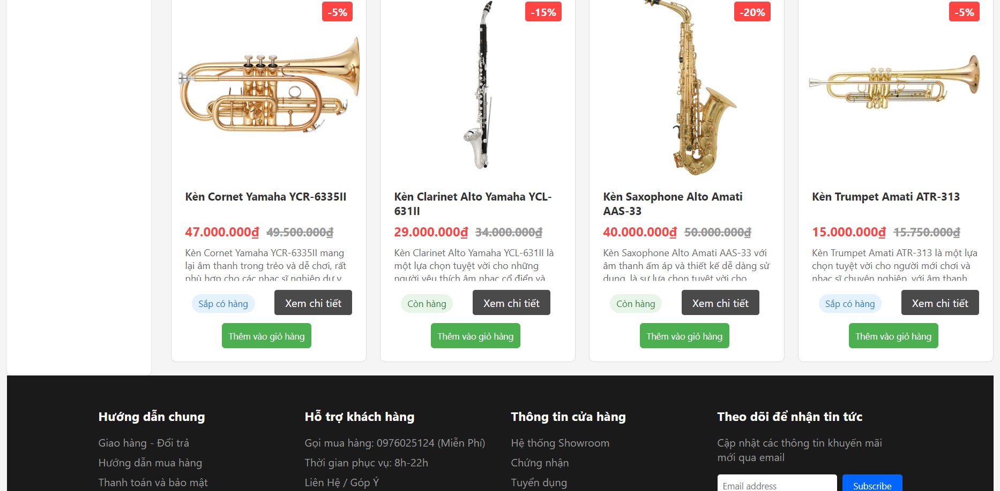 -5%
-15%
-20%
-5%
Kèn Cornet Yamaha YCR-6335II
47.000.000₫ 49.500.000₫
Kèn Cornet Yamaha YCR-6335II mang
lại âm thanh trong trẻo và dễ chơi, rất
phù hợp cho các nhạc sĩ nghiệp dư v
Sắp có hàng
Xem chi tiết
Thêm vào giỏ hàng
Kèn Clarinet Alto Yamaha YCL-
631II
29.000.000₫ 34.000.000₫
Kèn Clarinet Alto Yamaha YCL-631II là
một lựa chọn tuyệt vời cho những
người yêu thích âm nhạc cổ điển và
Còn hàng
Xem chi tiết
Thêm vào giỏ hàng
Kèn Saxophone Alto Amati
AAS-33
40.000.000₫ 50.000.000₫
Kèn Saxophone Alto Amati AAS-33 với
âm thanh ấm áp và thiết kế dễ dàng sử
dụng, là sự lựa chọn tuyệt vời cho
Còn hàng
Xem chi tiết
Thêm vào giỏ hàng
Kèn Trumpet Amati ATR-313
15.000.000₫ 15.750.000₫
Kèn Trumpet Amati ATR-313 là một lựa
chọn tuyệt vời cho người mới chơi và
nhạc sĩ chuyên nghiệp, với âm thanh
Sắp có hàng
Xem chi tiết
Thêm vào giỏ hàng
Hướng dẫn chung
Giao hàng - Đổi trả
Hướng dẫn mua hàng
Thanh toán và bảo mật
Hỗ trợ khách hàng
Gọi mua hàng: 0976025124 (Miễn Phí)
Thời gian phục vụ: 8h-22h
Liên Hệ / Góp Ý
Thông tin cửa hàng
Hệ thống Showroom
Chứng nhận
Tuyển dụng
Theo dõi để nhận tin tức
Cập nhật các thông tin khuyến mãi
mới qua email
Email address
Subscribe